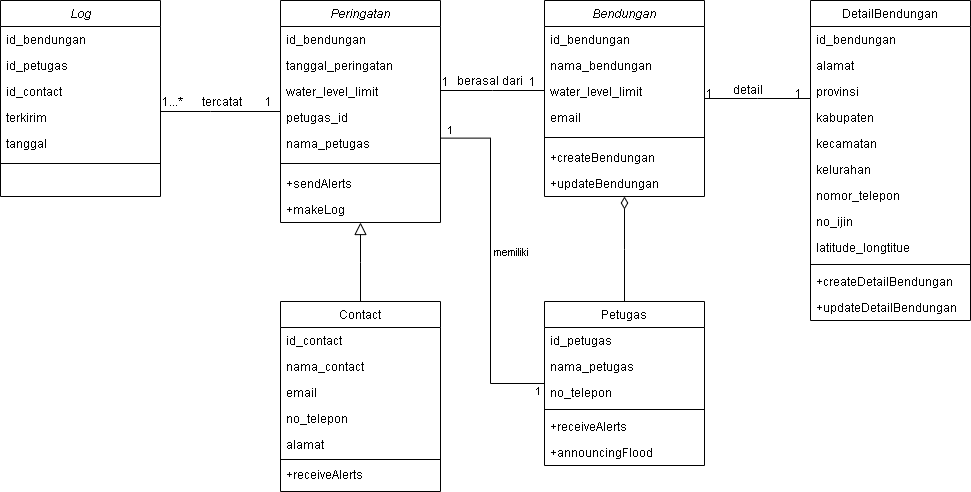 Log
id_bendungan
id_petugas
id_contact
terkirim
tanggal
1...*
tercatat
1
Peringatan
id_bendungan
tanggal_peringatan
water_level_limit
petugas_id
nama_petugas
+sendAlerts
+makeLog
1
berasal dari
1
1
memiliki
1
Bendungan
id_bendungan
nama_bendungan
water_level_limit
email
+createBendungan
+updateBendungan
1
detail
1
DetailBendungan
id_bendungan
alamat
provinsi
kabupaten
kecamatan
kelurahan
nomor_telepon
no_ijin
latitude_longtitue
+createDetailBendungan
+updateDetailBendungan
Contact
id_contact
nama_contact
email
no_telepon
alamat
+receiveAlerts
Petugas
id_petugas
nama_petugas
no_telepon
+receiveAlerts
+announcingFlood